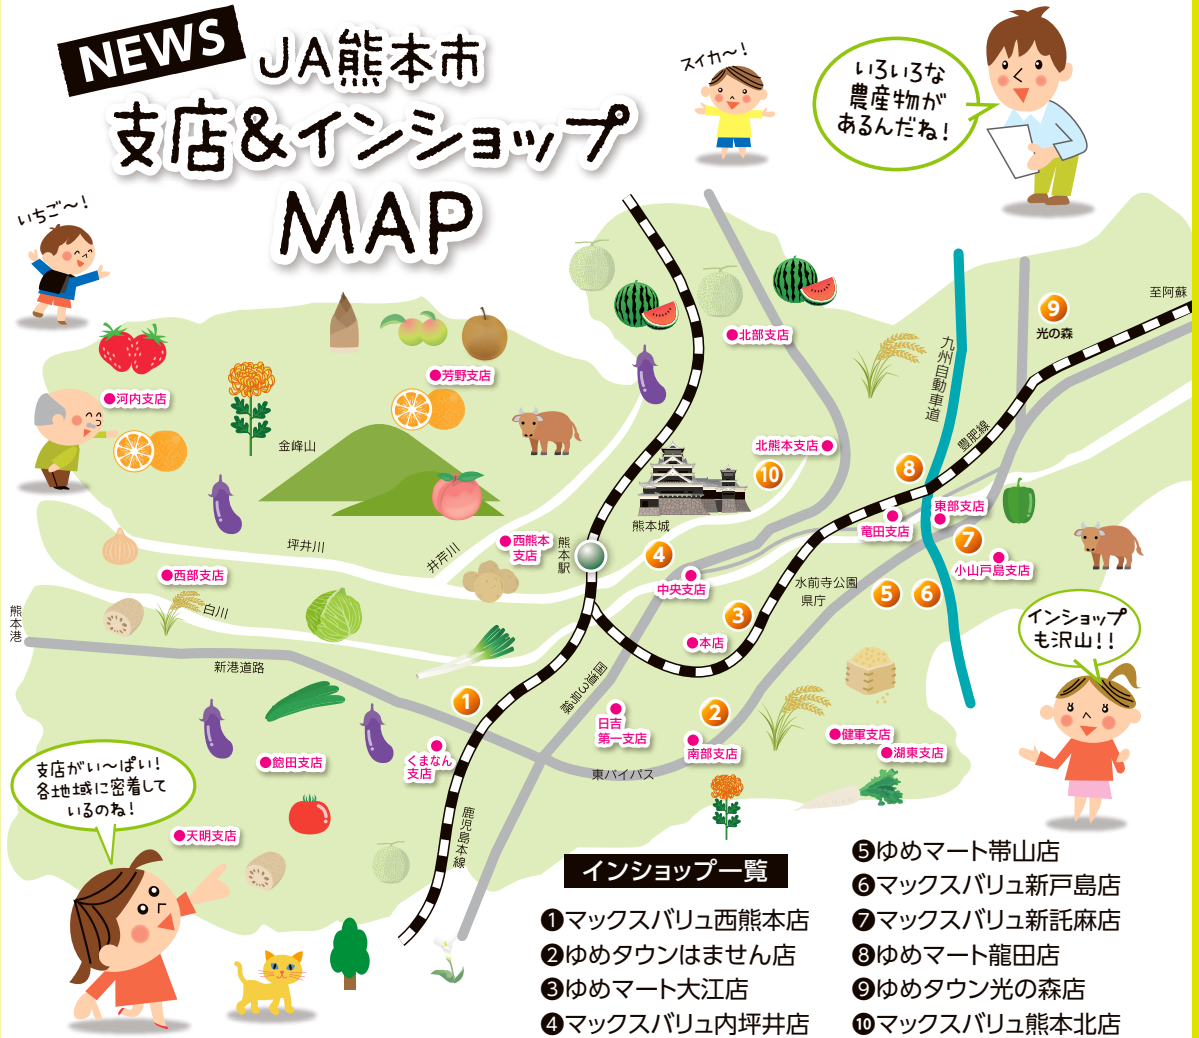 NEWS
JA熊本市
支店&インショップ
MAP
スイカ〜!
いろいろな
農産物が
あるんだね!
いちご〜!
至阿蘇
9
光の森
九州自動車道
豊肥線
北部支店
河内支店
芳野支店
金峰山
北熊本支店
10
8
熊本城
東部支店
竜田支店
7
小山戸島支店
坪井川
井芹川
西熊本
支店
熊本駅
4
中央支店
水前寺公園
県庁
5
6
西部支店
白川
熊本港
新港道路
3
本店
インショップ
も沢山!!
国道3号線
1
2
日吉
第一支店
南部支店
健軍支店
湖東支店
くまなん
支店
飽田支店
東バイパス
支店がい〜ぱい!
各地域に密着して
いるのね!
天明支店
鹿児島本線
インショップ一覧
❶マックスバリュ西熊本店
❷ゆめタウンはません店
❸ゆめマート大江店
❹マックスバリュ内坪井店
❺ゆめマート帯山店
❻マックスバリュ新戸島店
❼マックスバリュ新託麻店
❽ゆめマート龍田店
❾ゆめタウン光の森店
❿マックスバリュ熊本北店